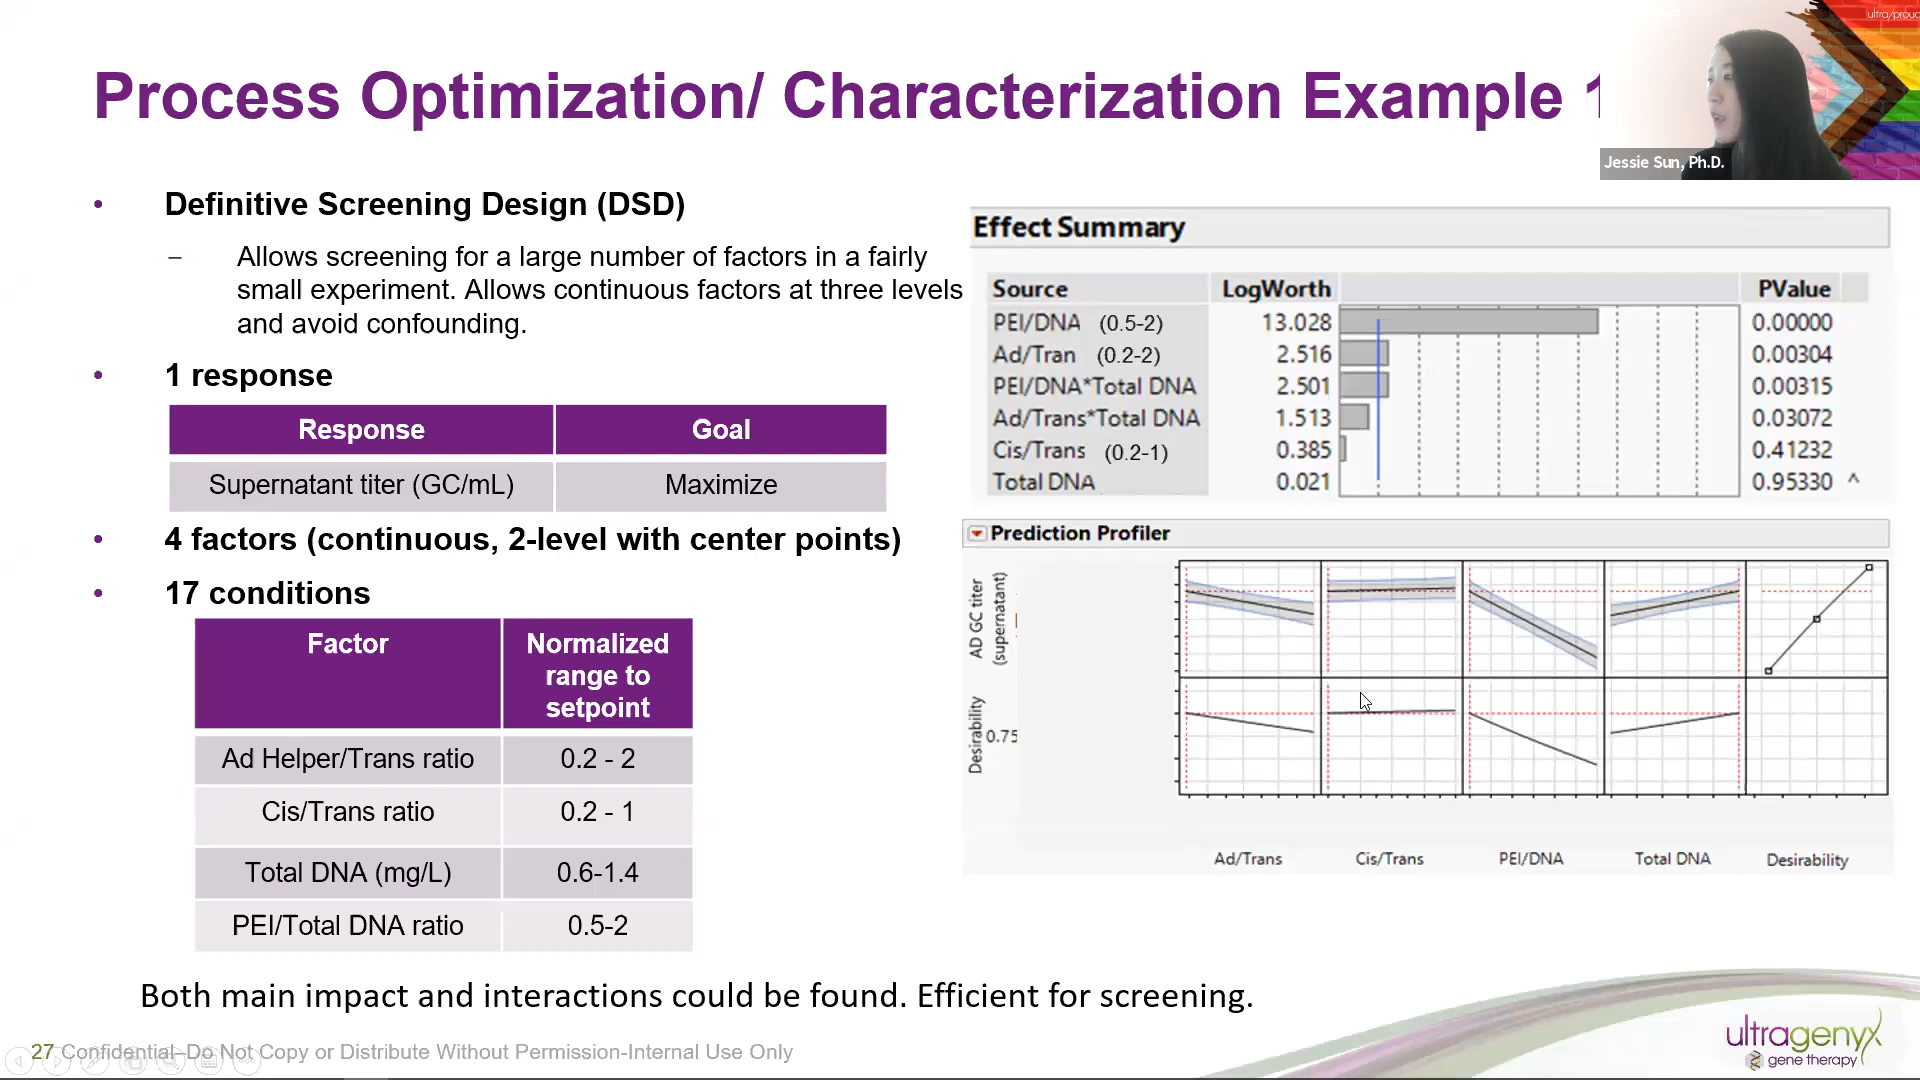 ultra/proud
Process Optimization/ Characterization Example 1
Jessie Sun, Ph.D.
• Definitive Screening Design (DSD)
– Allows screening for a large number of factors in a fairly
small experiment. Allows continuous factors at three levels
and avoid confounding.
• 1 response
Response Goal
Supernatant titer (GC/mL) Maximize
• 4 factors (continuous, 2-level with center points)
• 17 conditions
Factor Normalized
range to
setpoint
Ad Helper/Trans ratio 0.2 - 2
Cis/Trans ratio 0.2 - 1
Total DNA (mg/L) 0.6-1.4
PEI/Total DNA ratio 0.5-2
Effect Summary
Source LogWorth PValue
PEI/DNA (0.5-2) 13.028 0.00000
Ad/Tran (0.2-2) 2.516 0.00304
PEI/DNA*Total DNA 2.501 0.00315
Ad/Trans*Total DNA 1.513 0.03072
Cis/Trans (0.2-1) 0.385 0.41232
Total DNA 0.021 0.95330 ^
Prediction Profiler
AD GC titer
(supernatant)
Desirability
0.75
Ad/Trans Cis/Trans PEI/DNA Total DNA Desirability
Both main impact and interactions could be found. Efficient for screening.
27 Confidential–Do Not Copy or Distribute Without Permission-Internal Use Only
ultragenyx
gene therapy